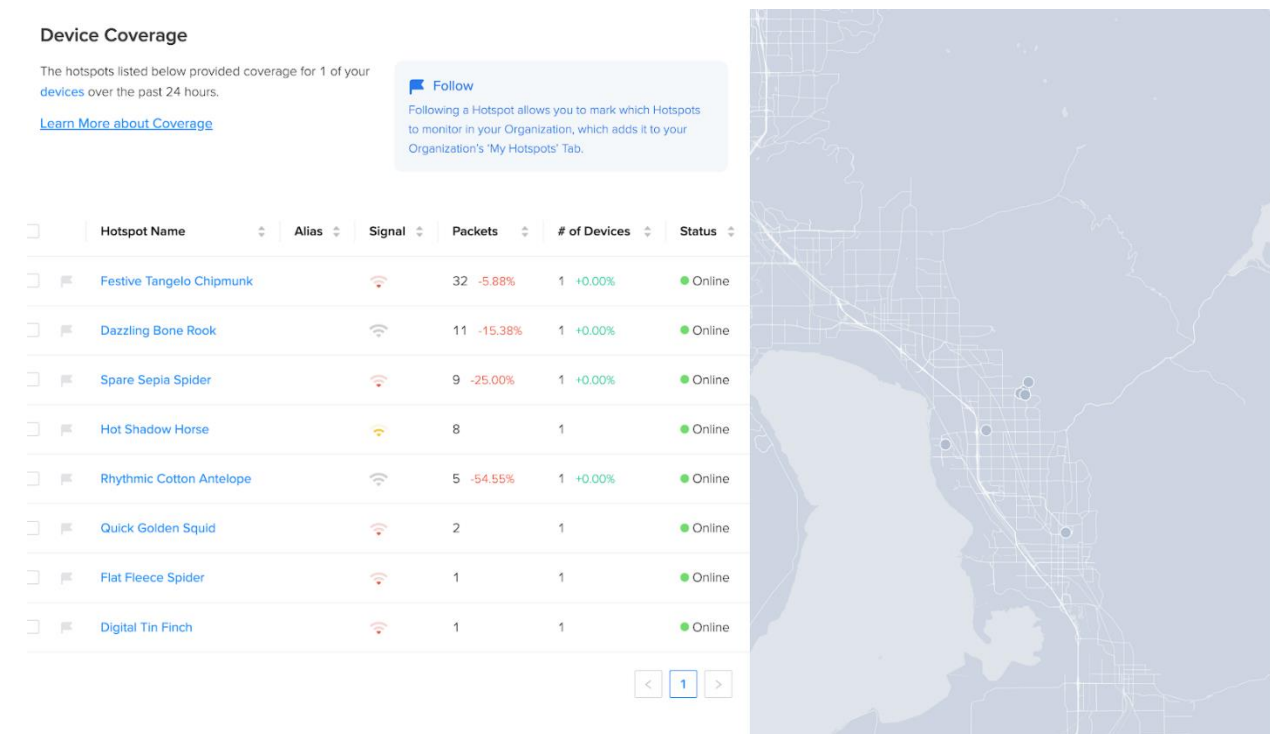 Device Coverage
The hotspots listed below provided coverage for 1 of your
devices over the past 24 hours.
Learn More about Coverage
Follow
Following a Hotspot allows you to mark which Hotspots
to monitor in your Organization, which adds it to your
Organization's 'My Hotspots' Tab.
Hotspot Name Alias Signal Packets # of Devices Status
Festive Tangelo Chipmunk 32 -5.88% 1 +0.00% Online
Dazzling Bone Rook 11 -15.38% 1 +0.00% Online
Spare Sepia Spider 9 -25.00% 1 +0.00% Online
Hot Shadow Horse 8 1 Online
Rhythmic Cotton Antelope 5 -54.55% 1 +0.00% Online
Quick Golden Squid 2 1 Online
Flat Fleece Spider 1 1 Online
Digital Tin Finch 1 1 Online
< 1 >